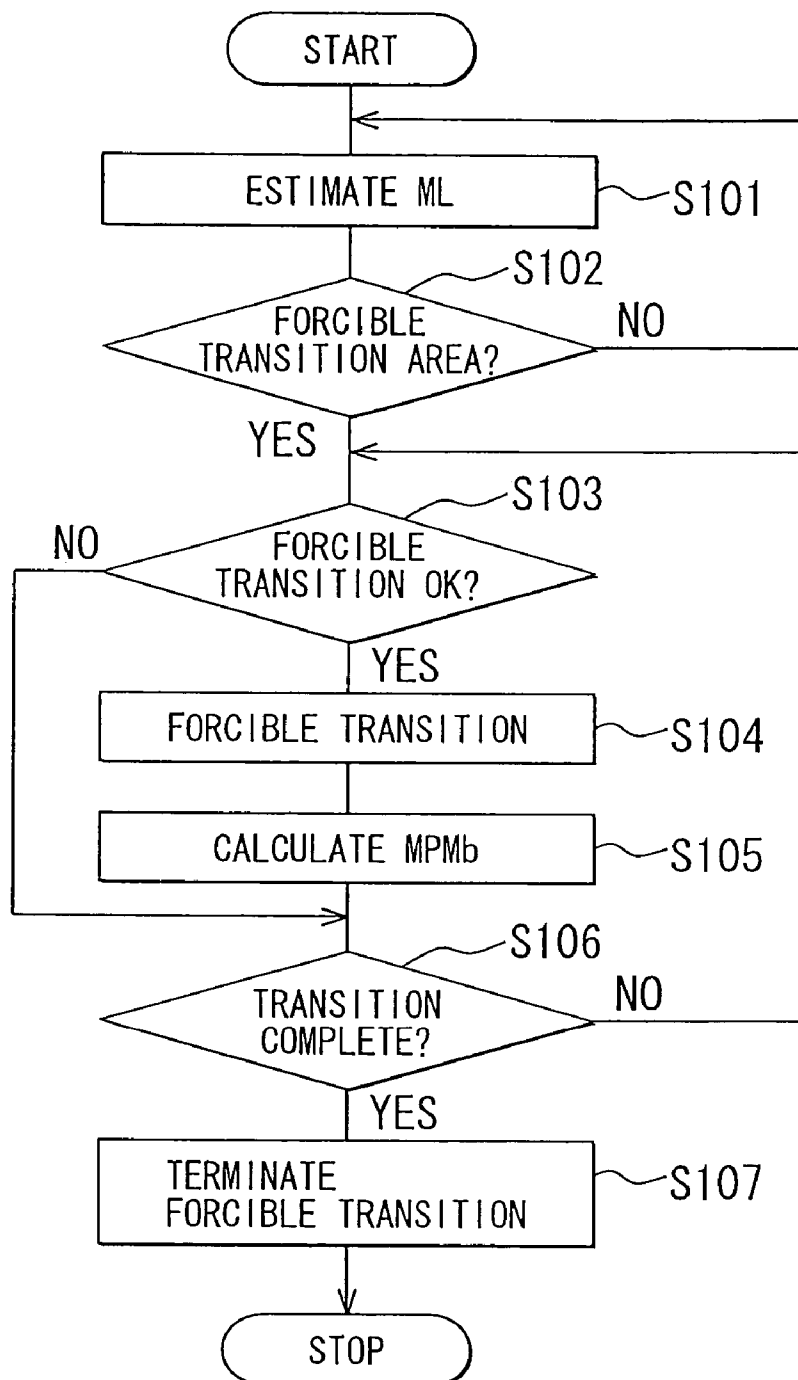 START
ESTIMATE ML
S101
S102
FORCIBLE
TRANSITION AREA?
NO
YES
S103
NO
FORCIBLE
TRANSITION OK?
YES
FORCIBLE TRANSITION
S104
CALCULATE MPMb
S105
S106
TRANSITION
COMPLETE?
NO
YES
TERMINATE
FORCIBLE TRANSITION
S107
STOP